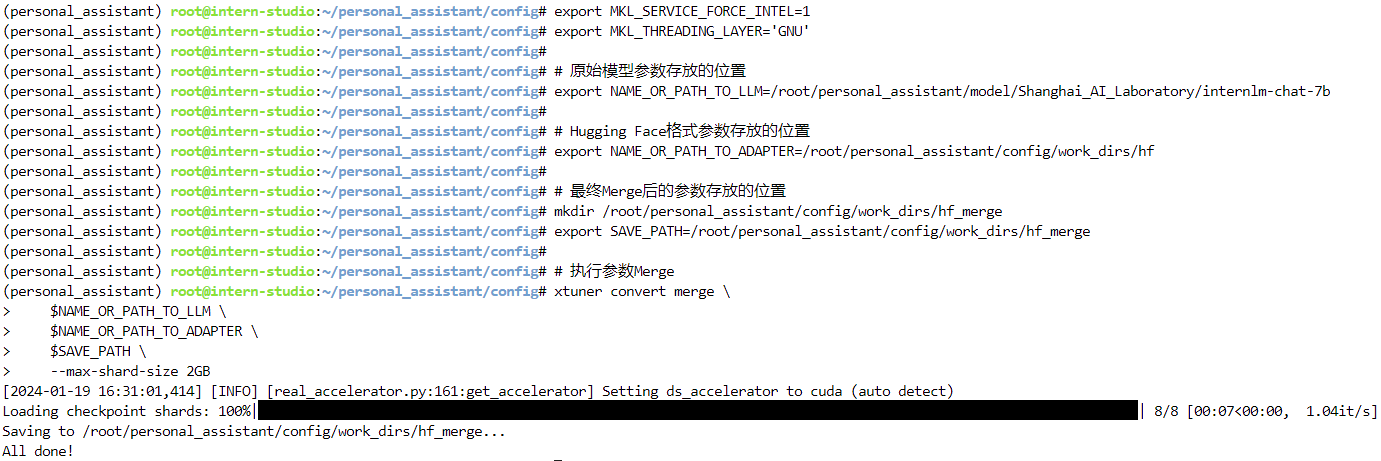 (personal_assistant) root@intern-studio:~/personal_assistant/config# export MKL_SERVICE_FORCE_INTEL=1
(personal_assistant) root@intern-studio:~/personal_assistant/config# export MKL_THREADING_LAYER='GNU'
(personal_assistant) root@intern-studio:~/personal_assistant/config#
(personal_assistant) root@intern-studio:~/personal_assistant/config# # 原始模型参数存放的位置
(personal_assistant) root@intern-studio:~/personal_assistant/config# export NAME_OR_PATH_TO_LLM=/root/personal_assistant/model/Shanghai_AI_Laboratory/internlm-chat-7b
(personal_assistant) root@intern-studio:~/personal_assistant/config#
(personal_assistant) root@intern-studio:~/personal_assistant/config# # Hugging Face格式参数存放的位置
(personal_assistant) root@intern-studio:~/personal_assistant/config# export NAME_OR_PATH_TO_ADAPTER=/root/personal_assistant/config/work_dirs/hf
(personal_assistant) root@intern-studio:~/personal_assistant/config#
(personal_assistant) root@intern-studio:~/personal_assistant/config# # 最终Merge后的参数存放的位置
(personal_assistant) root@intern-studio:~/personal_assistant/config# mkdir /root/personal_assistant/config/work_dirs/hf_merge
(personal_assistant) root@intern-studio:~/personal_assistant/config# export SAVE_PATH=/root/personal_assistant/config/work_dirs/hf_merge
(personal_assistant) root@intern-studio:~/personal_assistant/config#
(personal_assistant) root@intern-studio:~/personal_assistant/config# # 执行参数Merge
(personal_assistant) root@intern-studio:~/personal_assistant/config# xtuner convert merge \
>     $NAME_OR_PATH_TO_LLM \
>     $NAME_OR_PATH_TO_ADAPTER \
>     $SAVE_PATH \
>     --max-shard-size 2GB
[2024-01-19 16:31:01,414] [INFO] [real_accelerator.py:161:get_accelerator] Setting ds_accelerator to cuda (auto detect)
Loading checkpoint shards: 100%|██████████| 8/8 [00:07<00:00,  1.04it/s]
Saving to /root/personal_assistant/config/work_dirs/hf_merge...
All done!